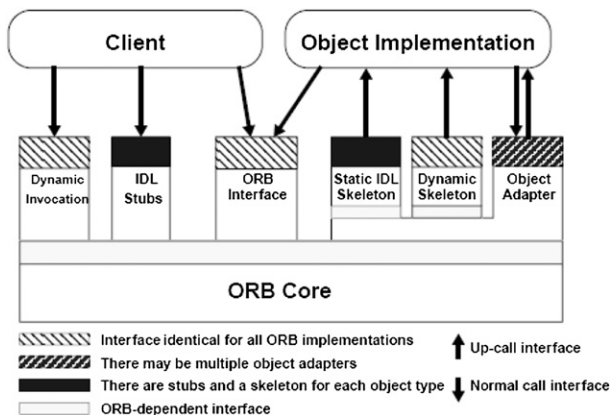 Client
Object Implementation
Dynamic
Invocation
IDL
Stubs
ORB
Interface
Static IDL
Skeleton
Dynamic
Skeleton
Object
Adapter
ORB Core
Interface identical for all ORB implementations
There may be multiple object adapters
There are stubs and a skeleton for each object type
ORB-dependent interface
Up-call interface
Normal call interface